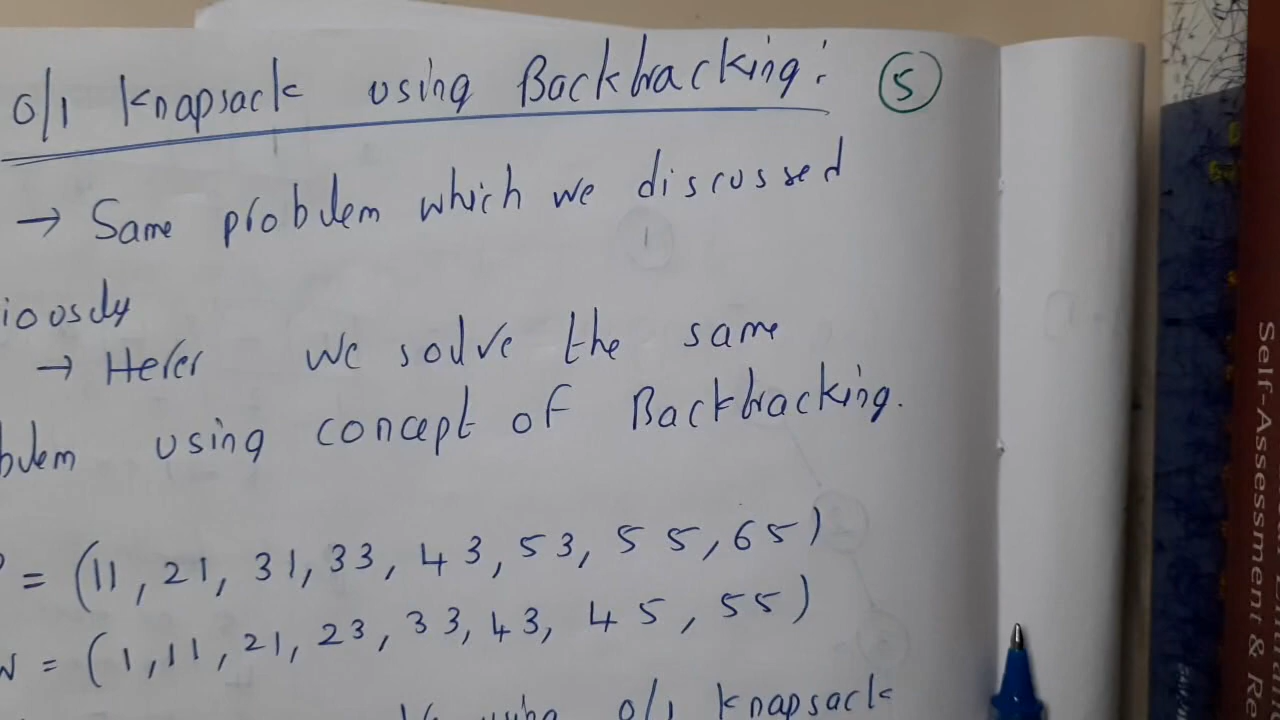 0/1 Knapsack using Backtracking: 5
→ Same problem which we discussed
iously
→ Here we solve the same
blem using concept of Backtracking.
P = (11, 21, 31, 33, 43, 53, 55, 65)
W = (1, 11, 21, 23, 33, 43, 45, 55)
0/1 Knapsack
Self-Assessment & Re